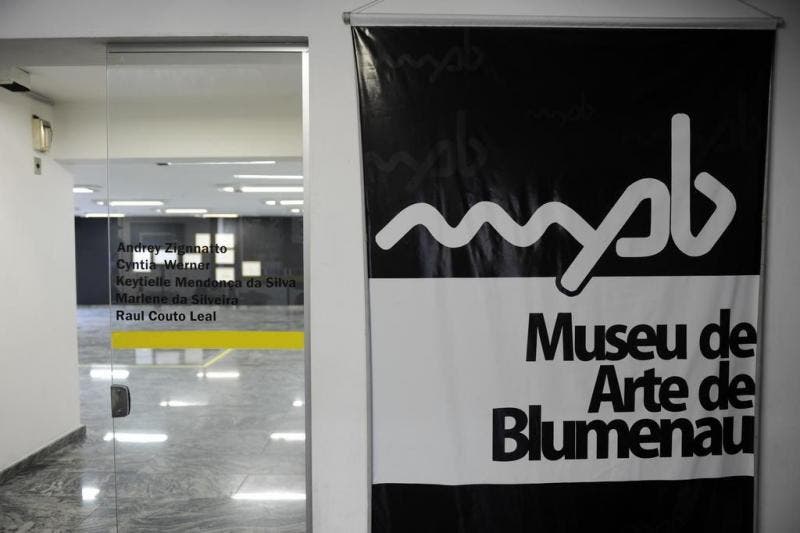 Andrey Zignnatto
Cyntia Werner
Keytielle Mendonça da Silva
Marlene da Silveira
Raul Couto Leal
mab
Museu de
Arte de
Blumenau